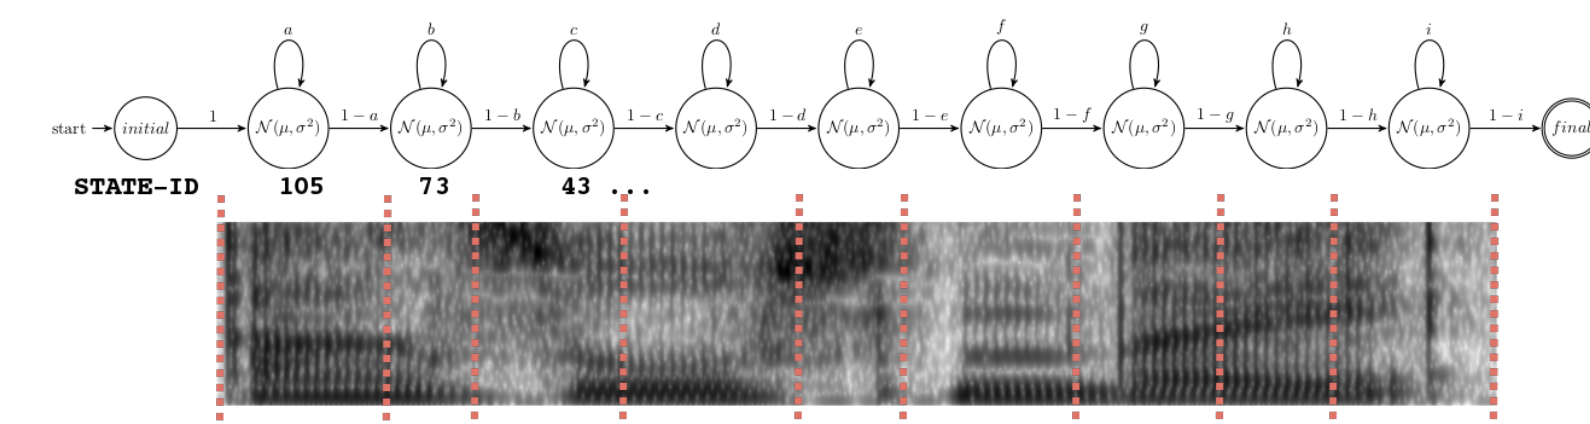 a b c d e f g h i
start initial 1 𝒩(μ, σ²) 1 − a 𝒩(μ, σ²) 1 − b 𝒩(μ, σ²) 1 − c 𝒩(μ, σ²) 1 − d 𝒩(μ, σ²) 1 − e 𝒩(μ, σ²) 1 − f 𝒩(μ, σ²) 1 − g 𝒩(μ, σ²) 1 − h 𝒩(μ, σ²) 1 − i final
STATE-ID 105 73 43 ...